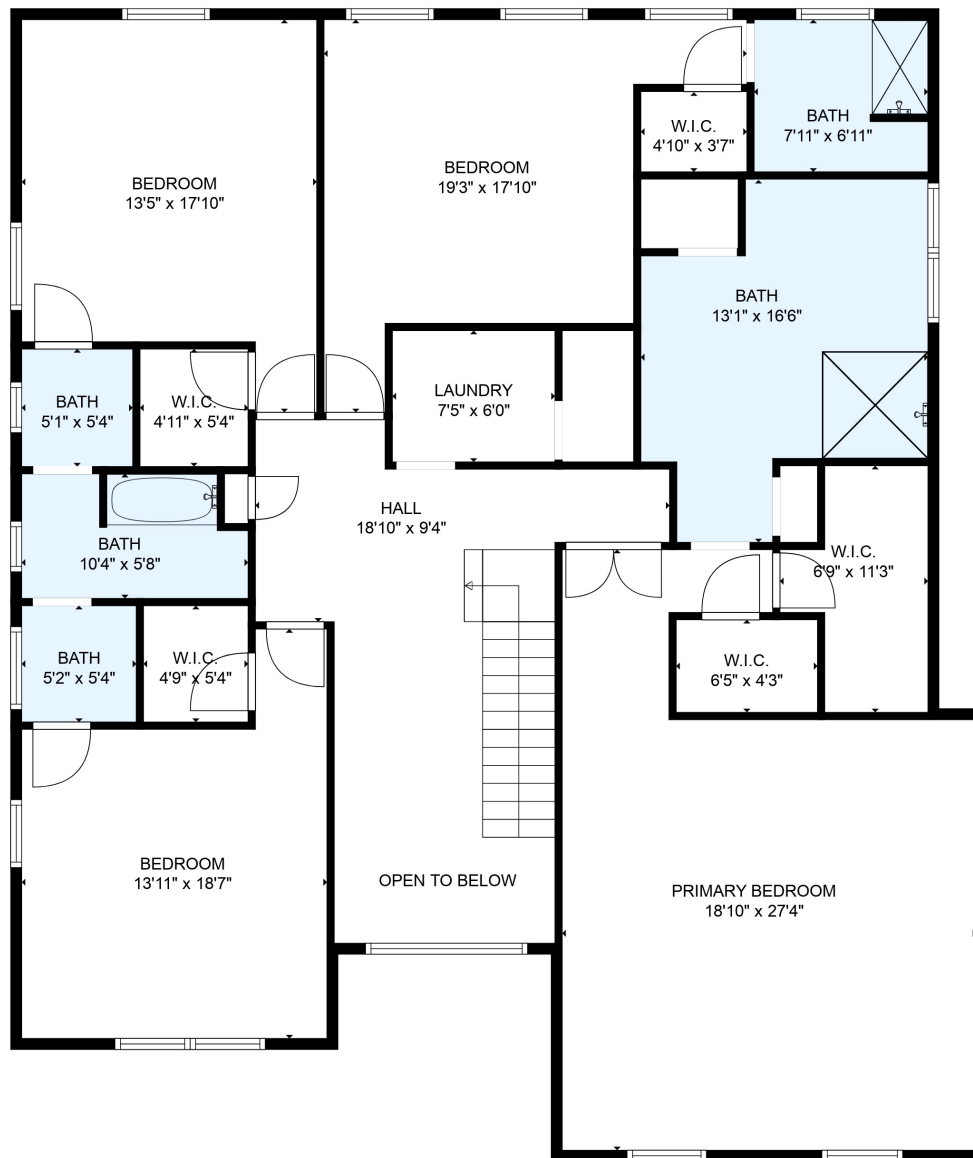 BATH
7'11" x 6'11"
W.I.C.
4'10" x 3'7"
BEDROOM
19'3" x 17'10"
BEDROOM
13'5" x 17'10"
BATH
13'1" x 16'6"
LAUNDRY
7'5" x 6'0"
BATH
5'1" x 5'4"
W.I.C.
4'11" x 5'4"
HALL
18'10" x 9'4"
BATH
10'4" x 5'8"
W.I.C.
6'9" x 11'3"
BATH
5'2" x 5'4"
W.I.C.
4'9" x 5'4"
W.I.C.
6'5" x 4'3"
BEDROOM
13'11" x 18'7"
OPEN TO BELOW
PRIMARY BEDROOM
18'10" x 27'4"